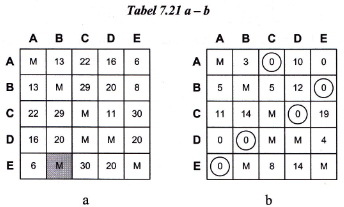 Tabel 7.21 a – b
A B C D E
A M 13 22 16 6
B 13 M 29 20 8
C 22 29 M 11 30
D 16 20 M M 20
E 6 M 30 20 M
a
A B C D E
A M 3 0 10 0
B 5 M 5 12 0
C 11 14 M 0 19
D 0 0 M M 4
E 0 M 8 14 M
b